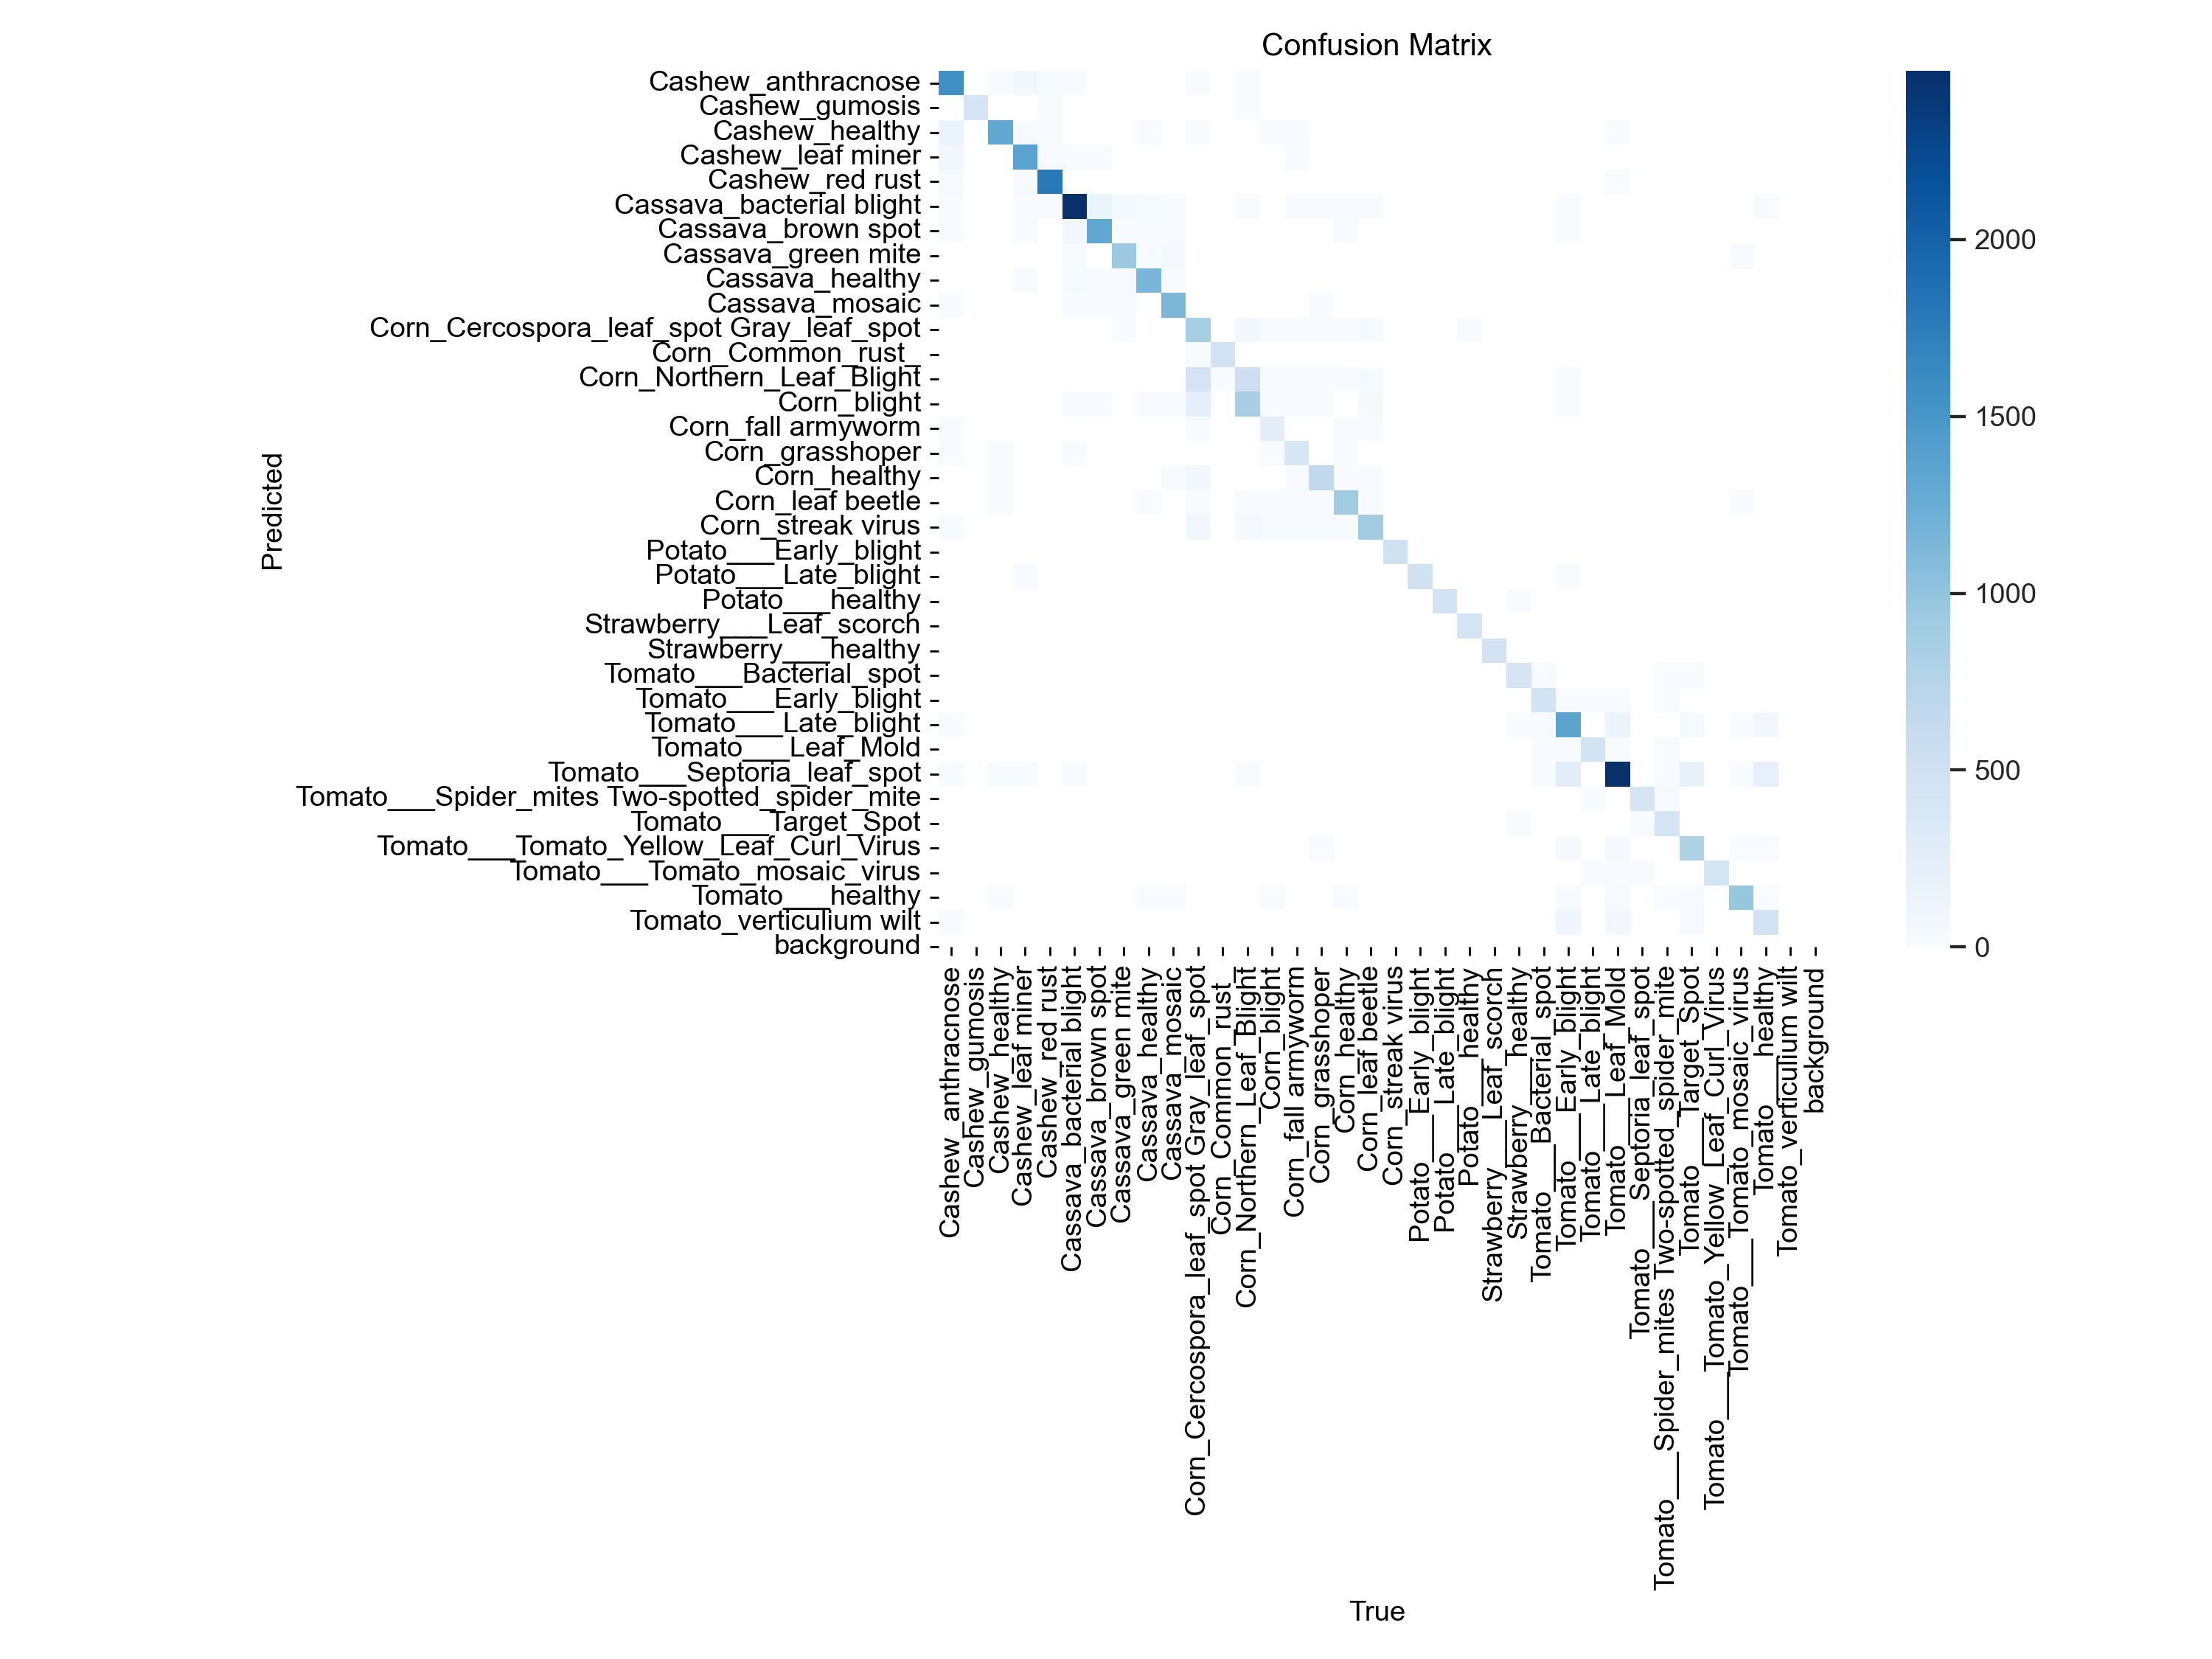 Confusion Matrix
Cashew_anthracnose
Cashew_gumosis
Cashew_healthy
Cashew_leaf miner
Cashew_red rust
Cassava_bacterial blight
Cassava_brown spot
Cassava_green mite
Cassava_healthy
Cassava_mosaic
Corn_Cercospora_leaf_spot Gray_leaf_spot
Corn_Common_rust_
Corn_Northern_Leaf_Blight
Corn_blight
Corn_fall armyworm
Corn_grasshoper
Corn_healthy
Corn_leaf beetle
Corn_streak virus
Potato___Early_blight
Potato___Late_blight
Potato___healthy
Strawberry___Leaf_scorch
Strawberry___healthy
Tomato___Bacterial_spot
Tomato___Early_blight
Tomato___Late_blight
Tomato___Leaf_Mold
Tomato___Septoria_leaf_spot
Tomato___Spider_mites Two-spotted_spider_mite
Tomato___Target_Spot
Tomato___Tomato_Yellow_Leaf_Curl_Virus
Tomato___Tomato_mosaic_virus
Tomato___healthy
Tomato_verticulium wilt
background
Predicted
Cashew_anthracnose
Cashew_gumosis
Cashew_healthy
Cashew_leaf miner
Cashew_red rust
Cassava_bacterial blight
Cassava_brown spot
Cassava_green mite
Cassava_healthy
Cassava_mosaic
Corn_Cercospora_leaf_spot Gray_leaf_spot
Corn_Common_rust_
Corn_Northern_Leaf_Blight
Corn_blight
Corn_fall armyworm
Corn_grasshoper
Corn_healthy
Corn_leaf beetle
Corn_streak virus
Potato___Early_blight
Potato___Late_blight
Potato___healthy
Strawberry___Leaf_scorch
Strawberry___healthy
Tomato___Bacterial_spot
Tomato___Early_blight
Tomato___Late_blight
Tomato___Leaf_Mold
Tomato___Septoria_leaf_spot
Tomato___Spider_mites Two-spotted_spider_mite
Tomato___Target_Spot
Tomato___Tomato_Yellow_Leaf_Curl_Virus
Tomato___Tomato_mosaic_virus
Tomato___healthy
Tomato_verticulium wilt
background
True
2000
1500
1000
500
0